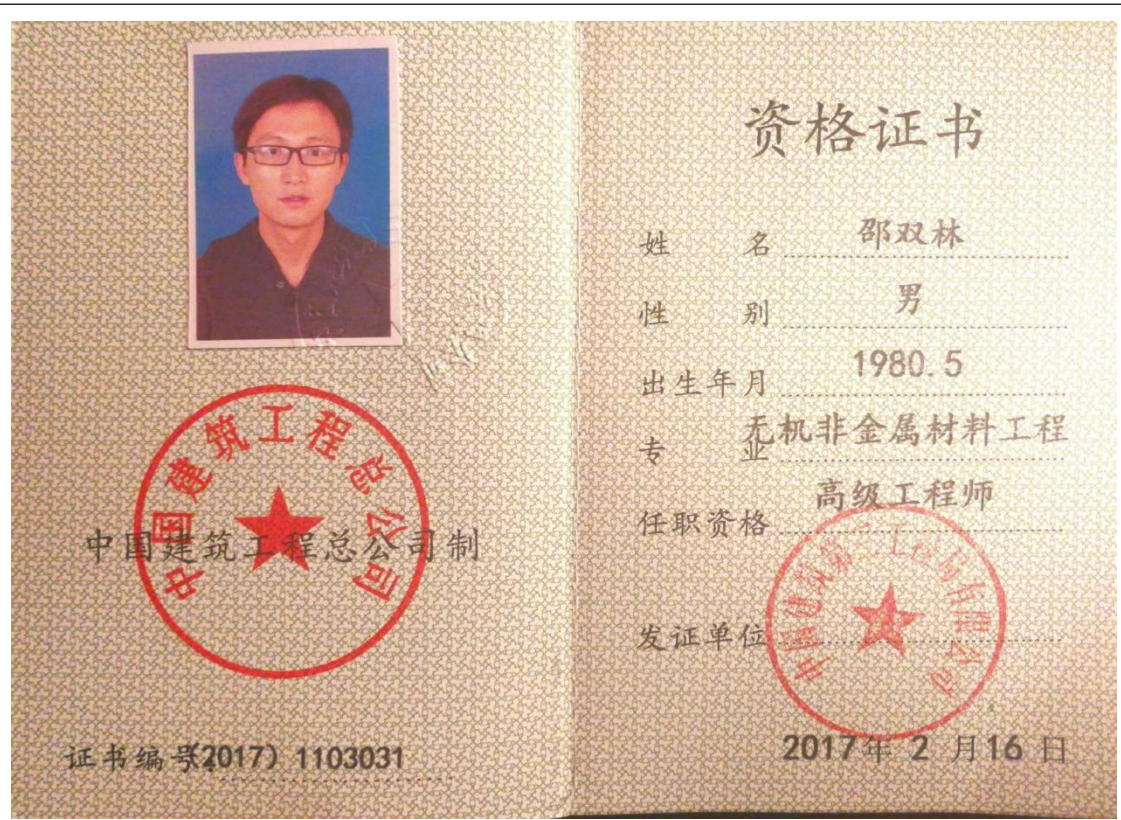 中国建筑工程总公司
中国建筑工程总公司制
证书编号：(2017) 1103031
资格证书
姓 名 邵双林
性 别 男
出生年月 1980.5
专 业 无机非金属材料工程
任职资格 高级工程师
发证单位
2017年 2 月16 日